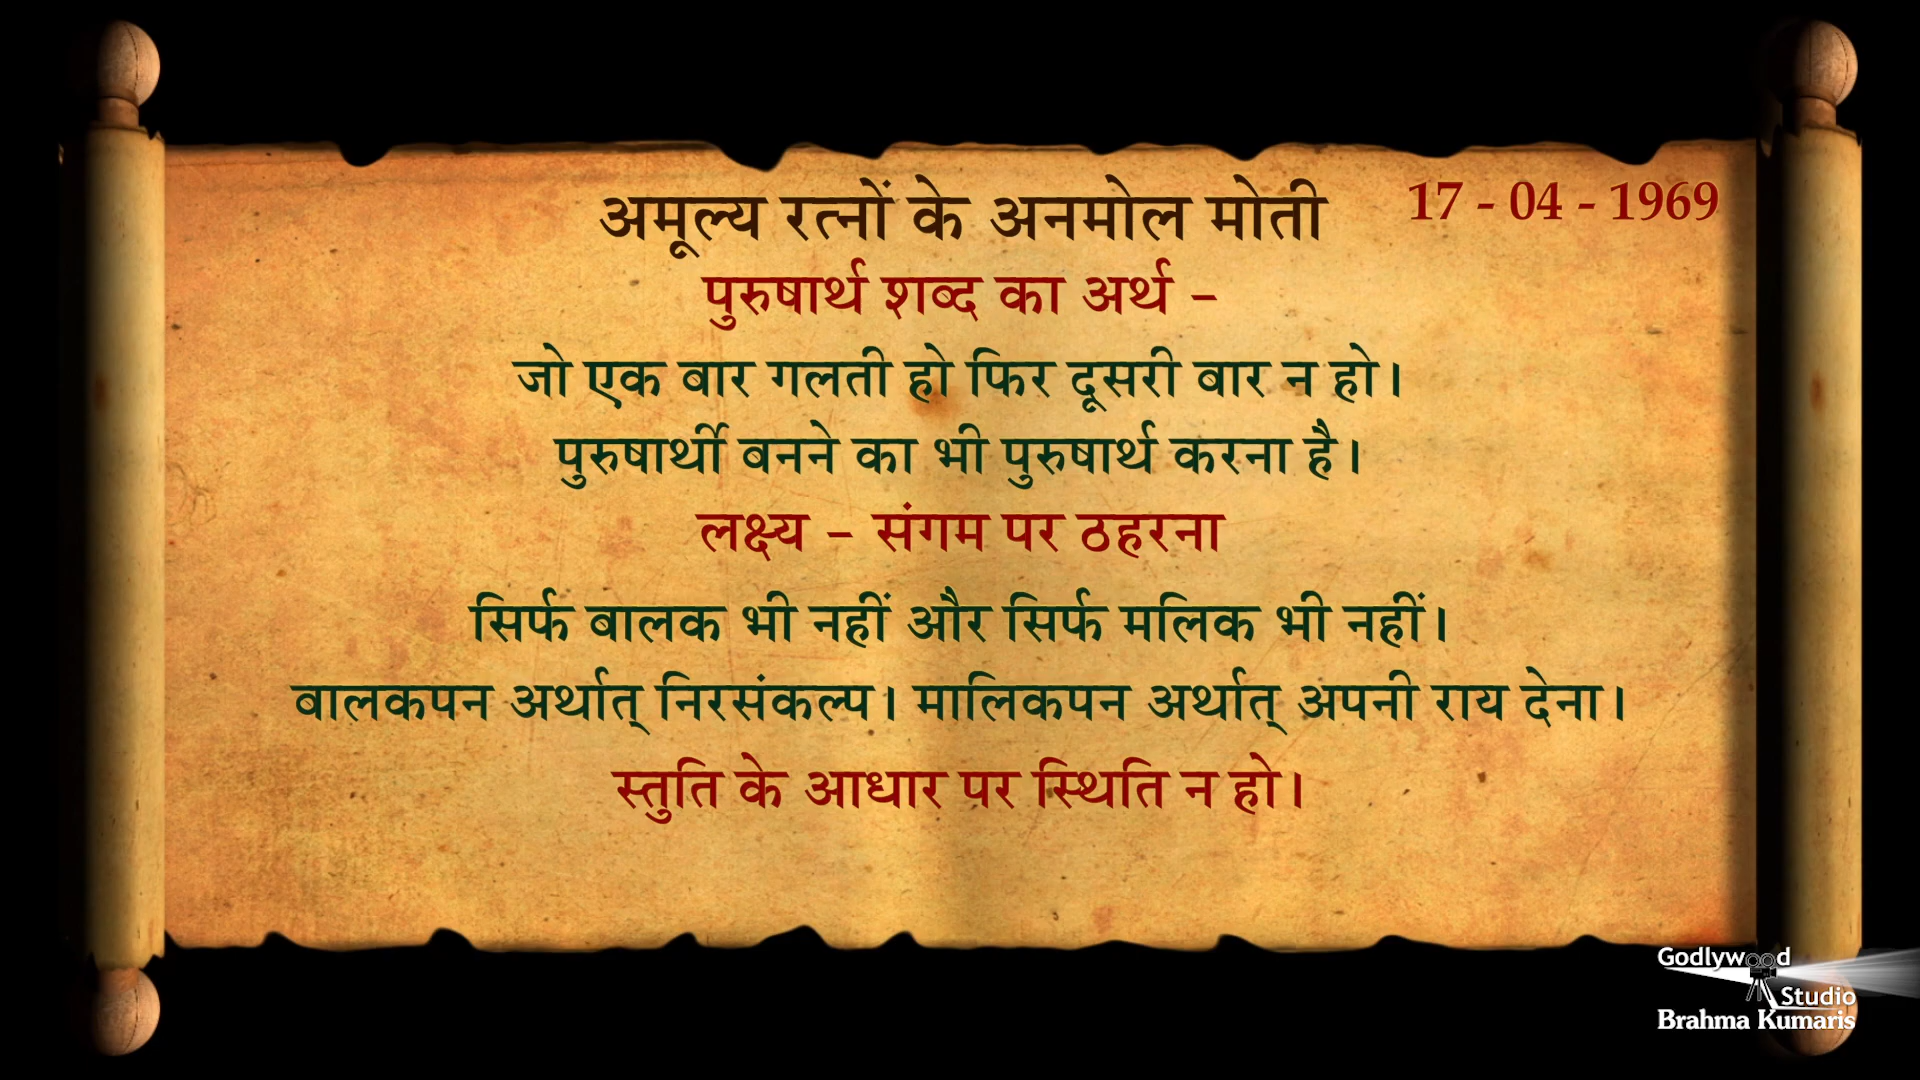 अमूल्य रत्नों के अनमोल मोती 17 - 04 - 1969
पुरुषार्थ शब्द का अर्थ -
जो एक बार गलती हो फिर दूसरी बार न हो।
पुरुषार्थी बनने का भी पुरुषार्थ करना है।
लक्ष्य - संगम पर ठहरना
सिर्फ बालक भी नहीं और सिर्फ मलिक भी नहीं।
बालकपन अर्थात् निरसंकल्प। मालिकपन अर्थात् अपनी राय देना।
स्तुति के आधार पर स्थिति न हो।
Godlywood
Studio
Brahma Kumaris